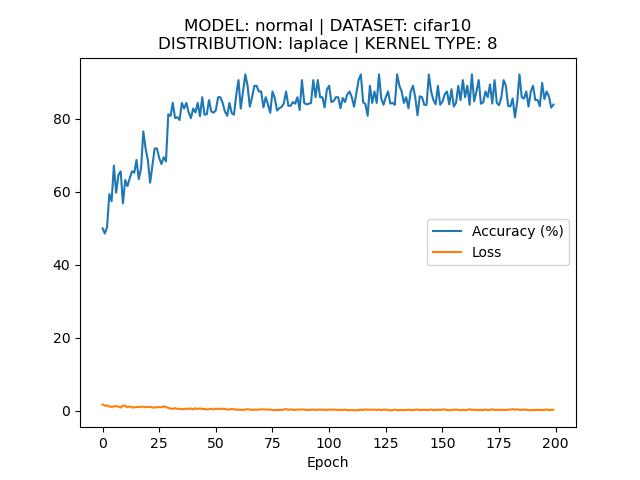 MODEL: normal | DATASET: cifar10
DISTRIBUTION: laplace | KERNEL TYPE: 8
80
60
40
20
0
Accuracy (%)
Loss
0 25 50 75 100 125 150 175 200
Epoch